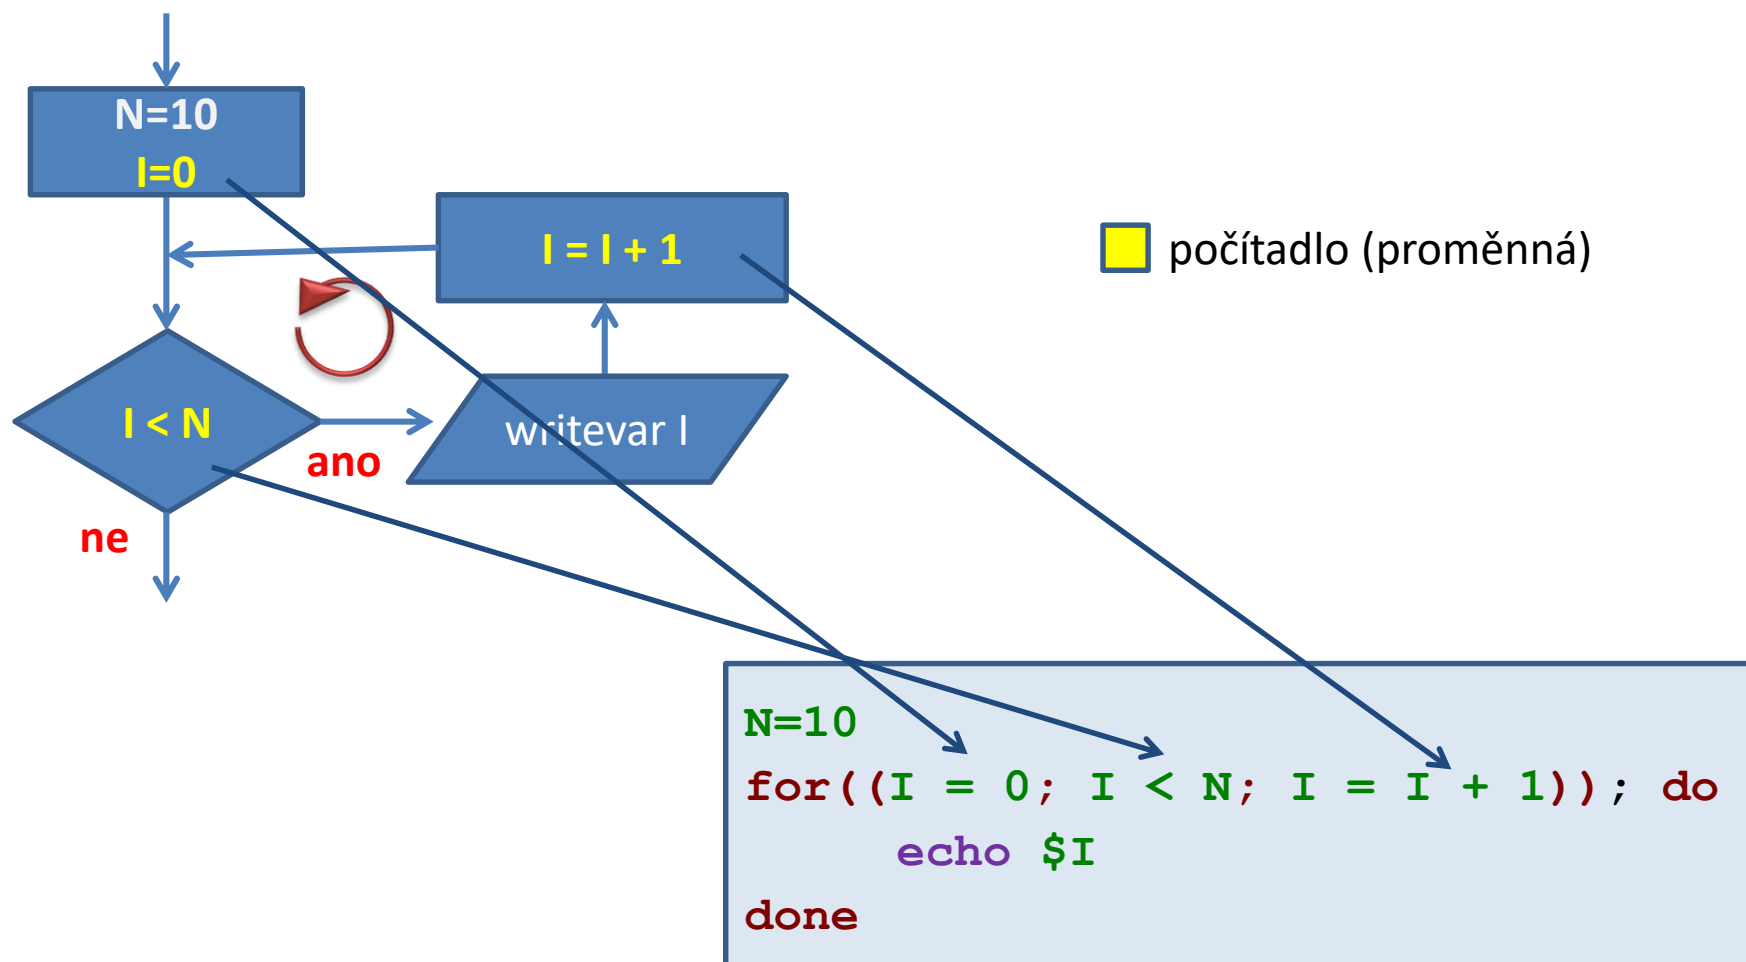 N=10
I=0
I = I + 1
počítadlo (proměnná)
I < N
writevar I
ano
ne
N=10
for((I = 0; I < N; I = I + 1)); do
echo $I
done